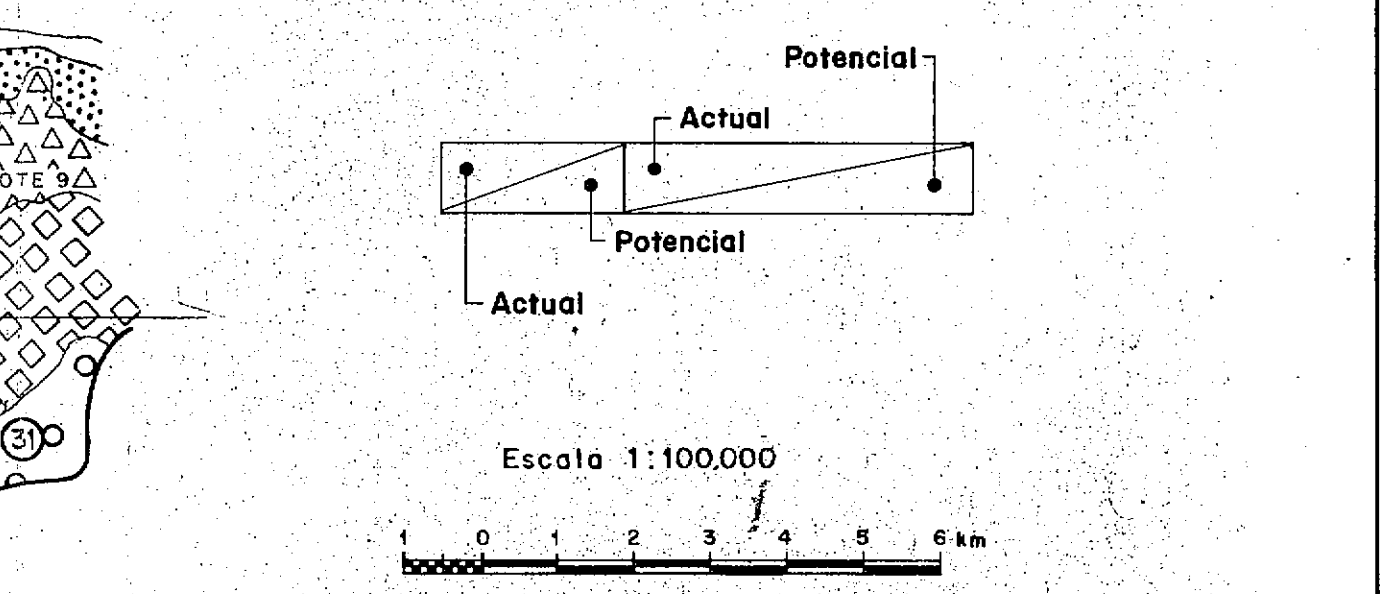 Potencial
Actual
OTE 9
Potencial
Actual
31
Escala 1:100,000
1 0 1 2 3 4 5 6 km